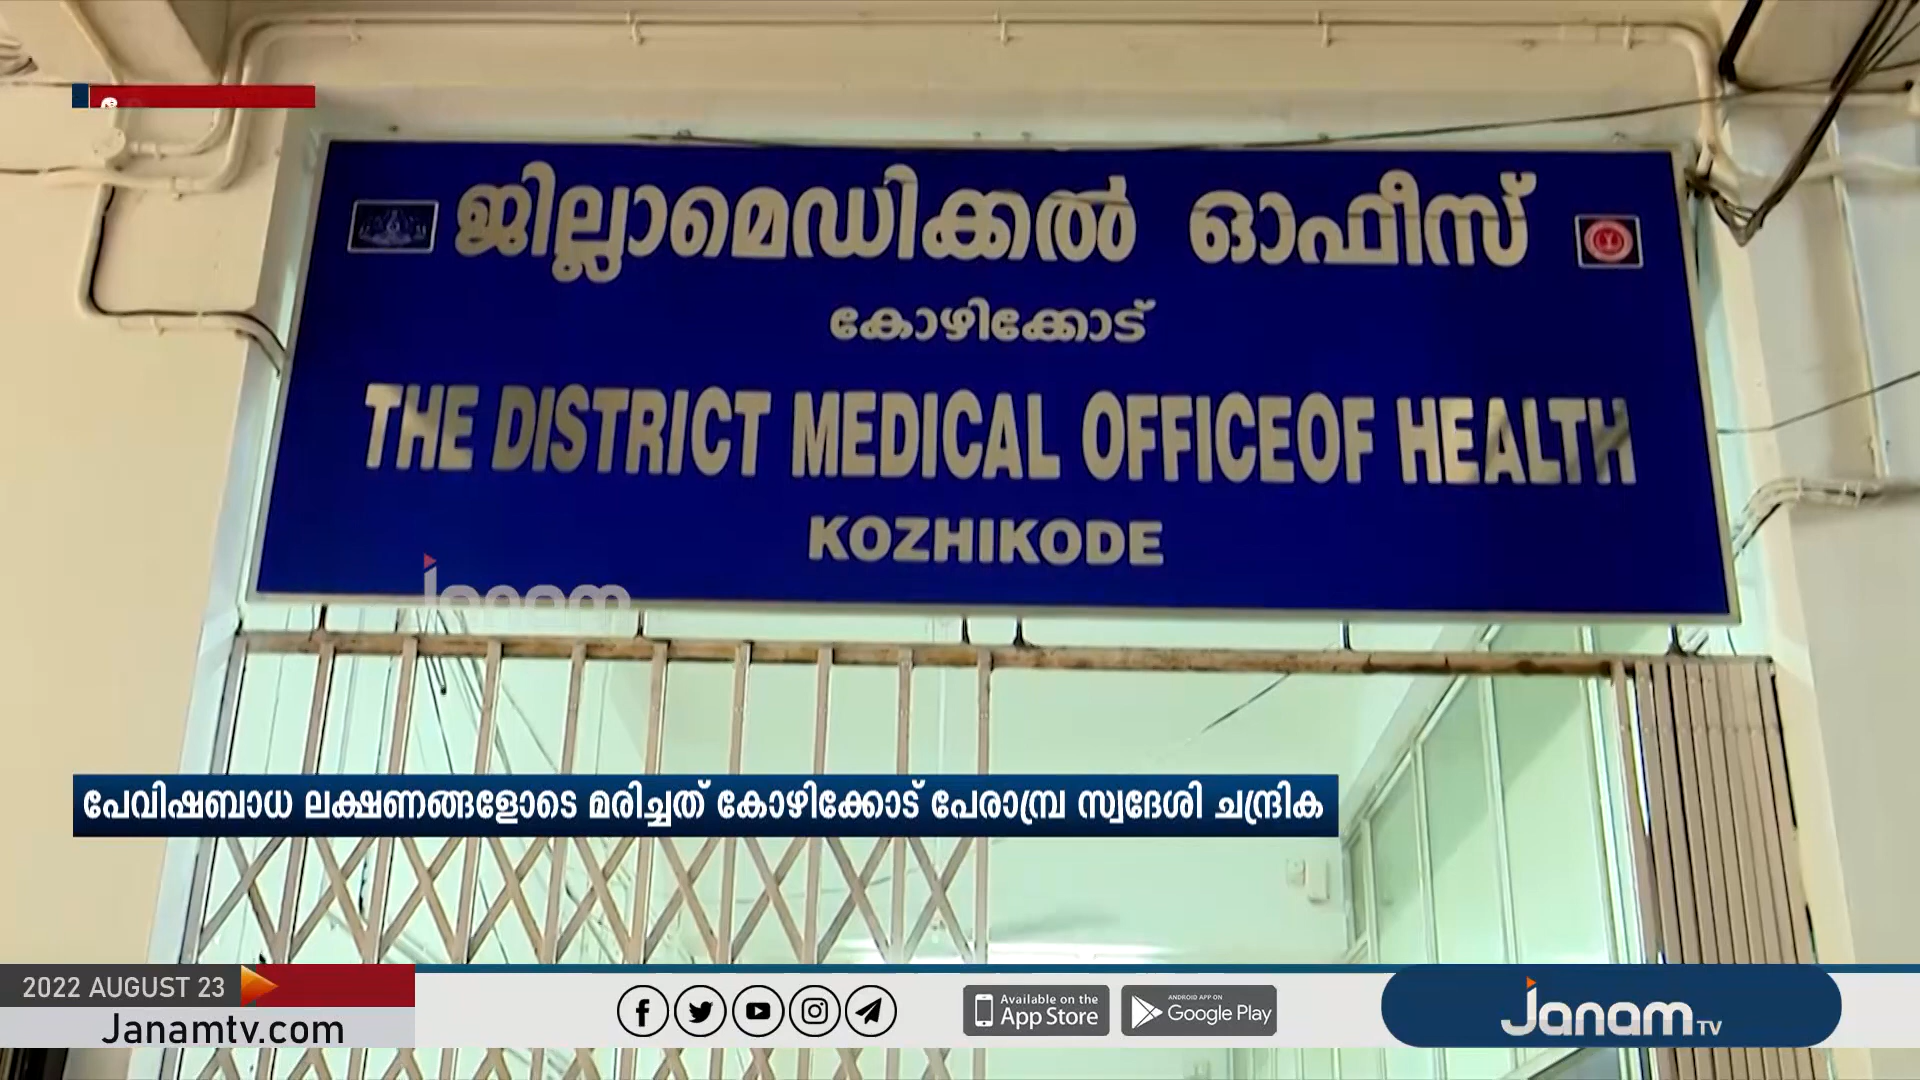 ജില്ലാമെഡിക്കൽ ഓഫീസ്
കോഴിക്കോട്
THE DISTRICT MEDICAL OFFICEOF HEALTH
KOZHIKODE
Janam
പേവിഷബാധ ലക്ഷണങ്ങളോടെ മരിച്ചത് കോഴിക്കോട് പേരാമ്പ്ര സ്വദേശി ചന്ദ്രിക
2022 AUGUST 23
Janamtv.com
Available on the
App Store
ANDROID APP ON
Google Play
Janam TV